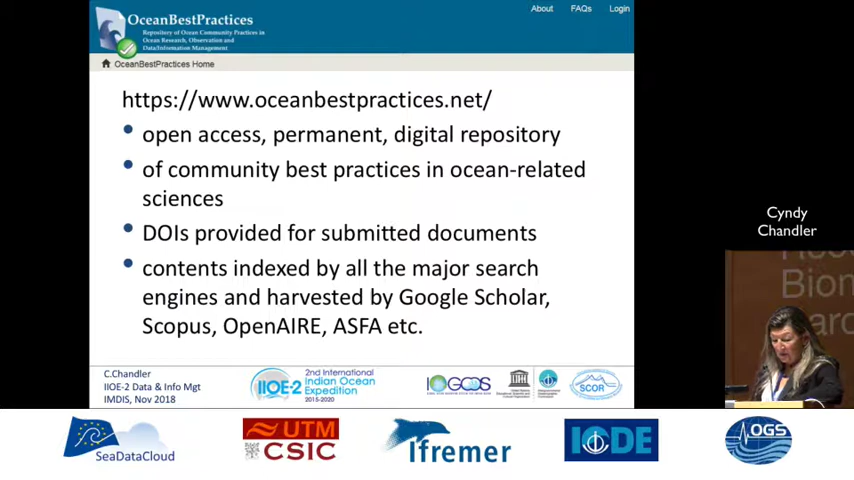 OceanBestPractices
Repository of Ocean Community Practices in
Ocean Research, Observation and
Data/Information Management
About FAQs Login
OceanBestPractices Home
https://www.oceanbestpractices.net/
• open access, permanent, digital repository
• of community best practices in ocean-related
sciences
• DOIs provided for submitted documents
• contents indexed by all the major search
engines and harvested by Google Scholar,
Scopus, OpenAIRE, ASFA etc.
Cyndy
Chandler
Biom
C.Chandler
IIOE-2 Data & Info Mgt
IMDIS, Nov 2018
IIOE-2
2nd International
Indian Ocean
Expedition
2015-2020
IOGOOS
SCOR
SeaDataCloud
UTM
CSIC
Ifremer
IODE
OGS